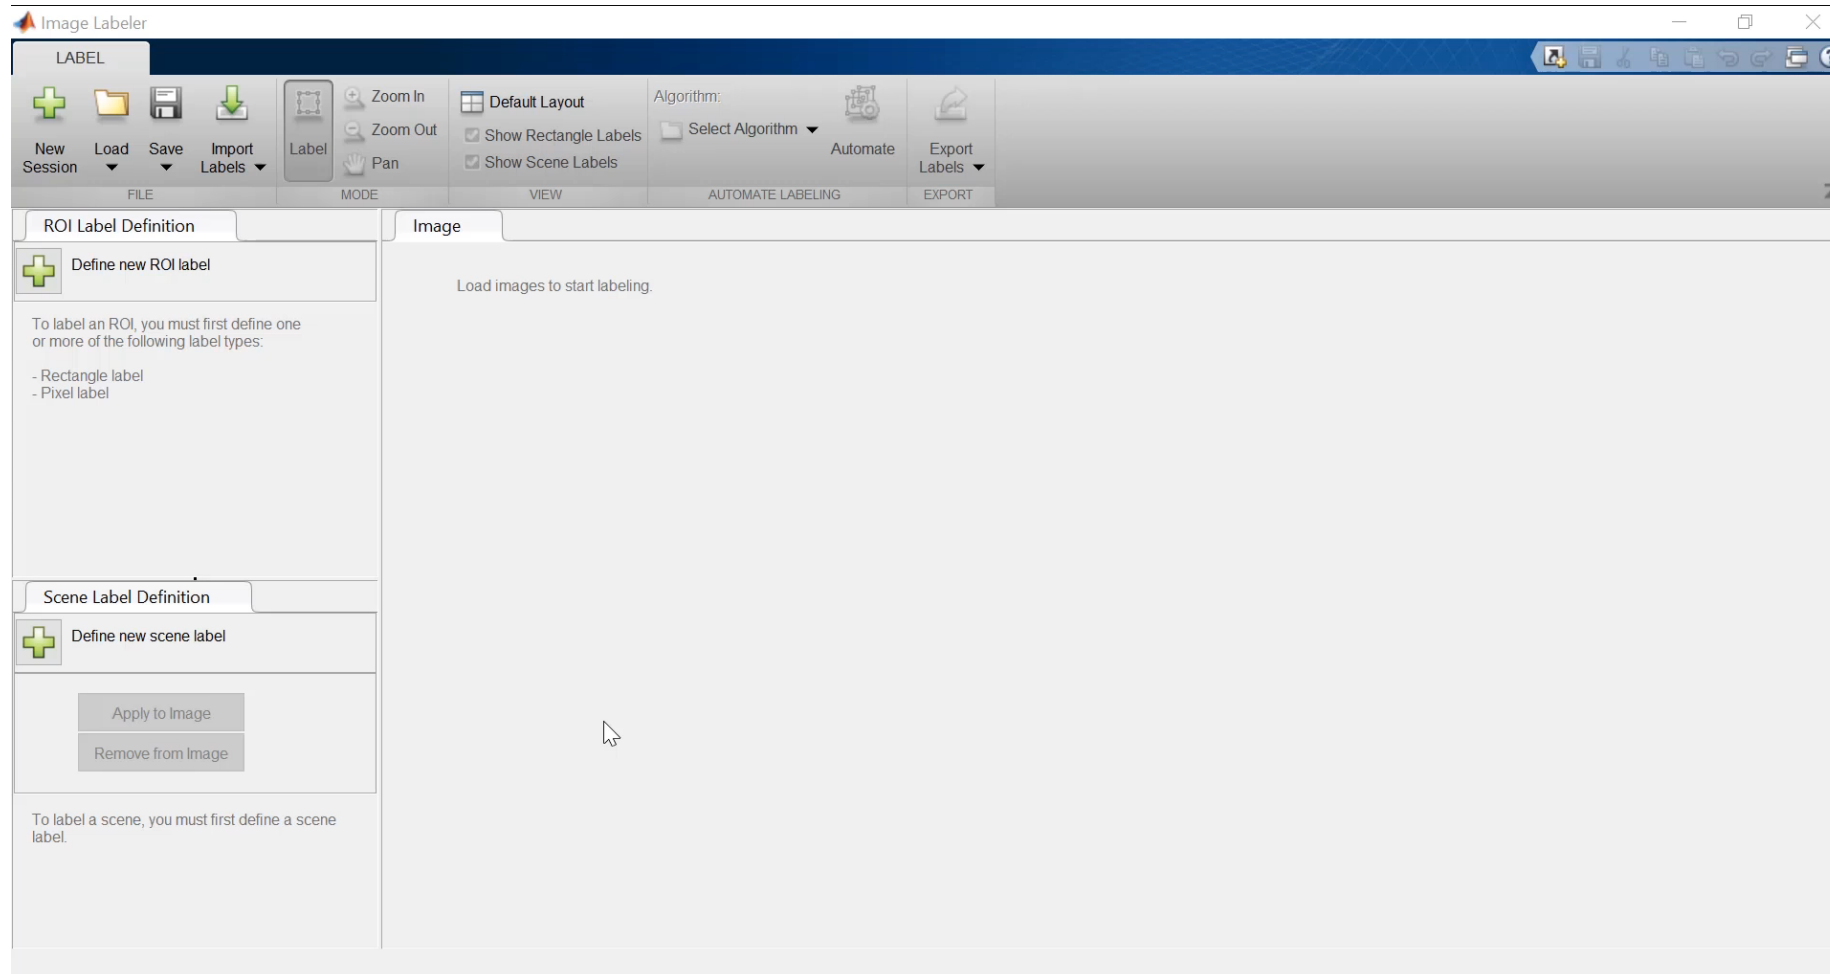 Image Labeler
LABEL
New
Session
Load
Save
Import
Labels
Label
Zoom In
Zoom Out
Pan
Default Layout
Show Rectangle Labels
Show Scene Labels
Algorithm:
Select Algorithm
Automate
Export
Labels
FILE
MODE
VIEW
AUTOMATE LABELING
EXPORT
ROI Label Definition
Image
Define new ROI label
Load images to start labeling.
To label an ROI, you must first define one
or more of the following label types:
- Rectangle label
- Pixel label
Scene Label Definition
Define new scene label
Apply to Image
Remove from Image
To label a scene, you must first define a scene
label.